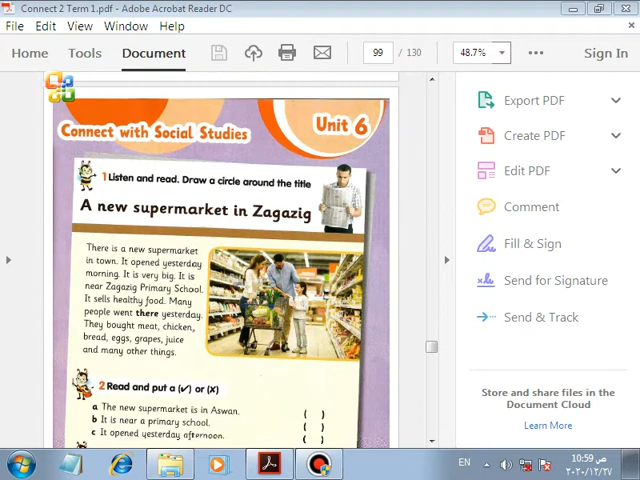 Connect 2 Term 1.pdf - Adobe Acrobat Reader DC
File Edit View Window Help
Home Tools Document 99 / 130 48.7% Sign In
Connect with Social Studies
Unit 6
1 Listen and read. Draw a circle around the title
A new supermarket in Zagazig
There is a new supermarket
in town. It opened yesterday
morning. It is very big. It is
near Zagazig Primary School.
It sells healthy food. Many
people went there yesterday.
They bought meat, chicken,
bread, eggs, grapes, juice
and many other things.
2 Read and put a (✓) or (X)
a The new supermarket is in Aswan. ( )
b It is near a primary school. ( )
c It opened yesterday afternoon. ( )
Export PDF
Create PDF
Edit PDF
Comment
Fill & Sign
Send for Signature
Send & Track
Store and share files in the
Document Cloud
Learn More
EN
10:59 ص
٢٠٢٠/١٢/٢٧